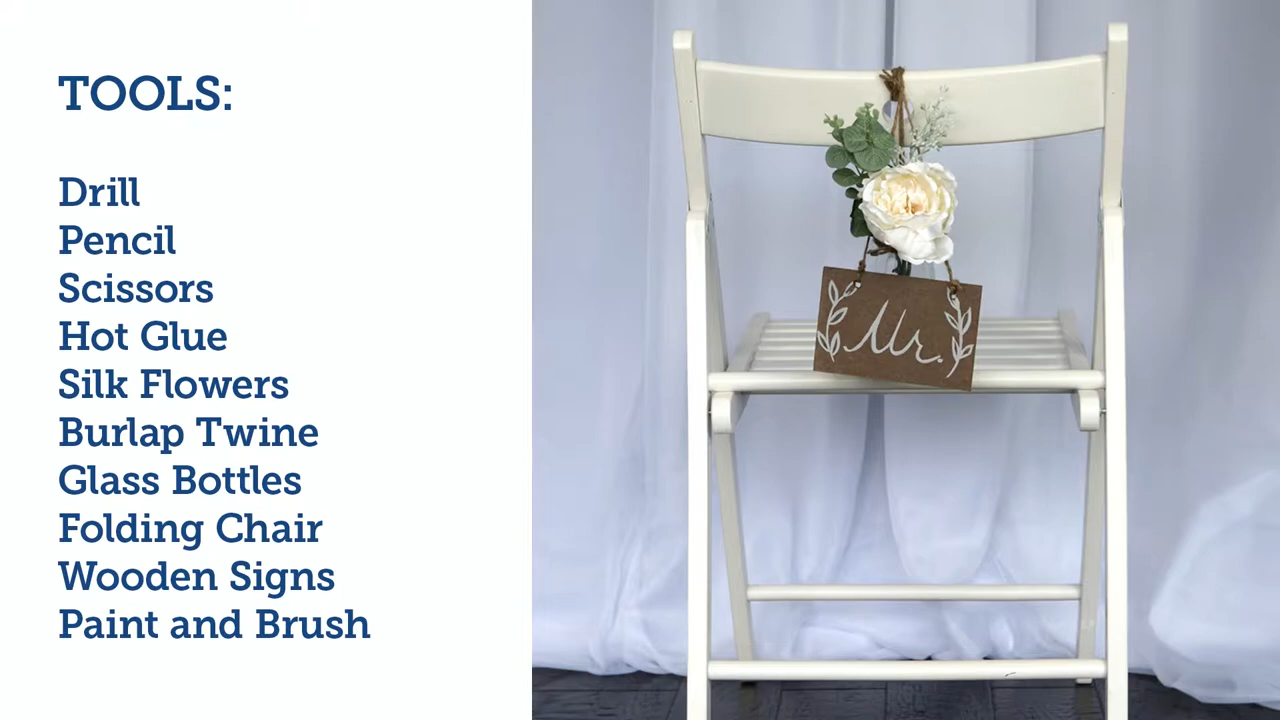 TOOLS:
Drill
Pencil
Scissors
Hot Glue
Silk Flowers
Burlap Twine
Glass Bottles
Folding Chair
Wooden Signs
Paint and Brush
Mr.